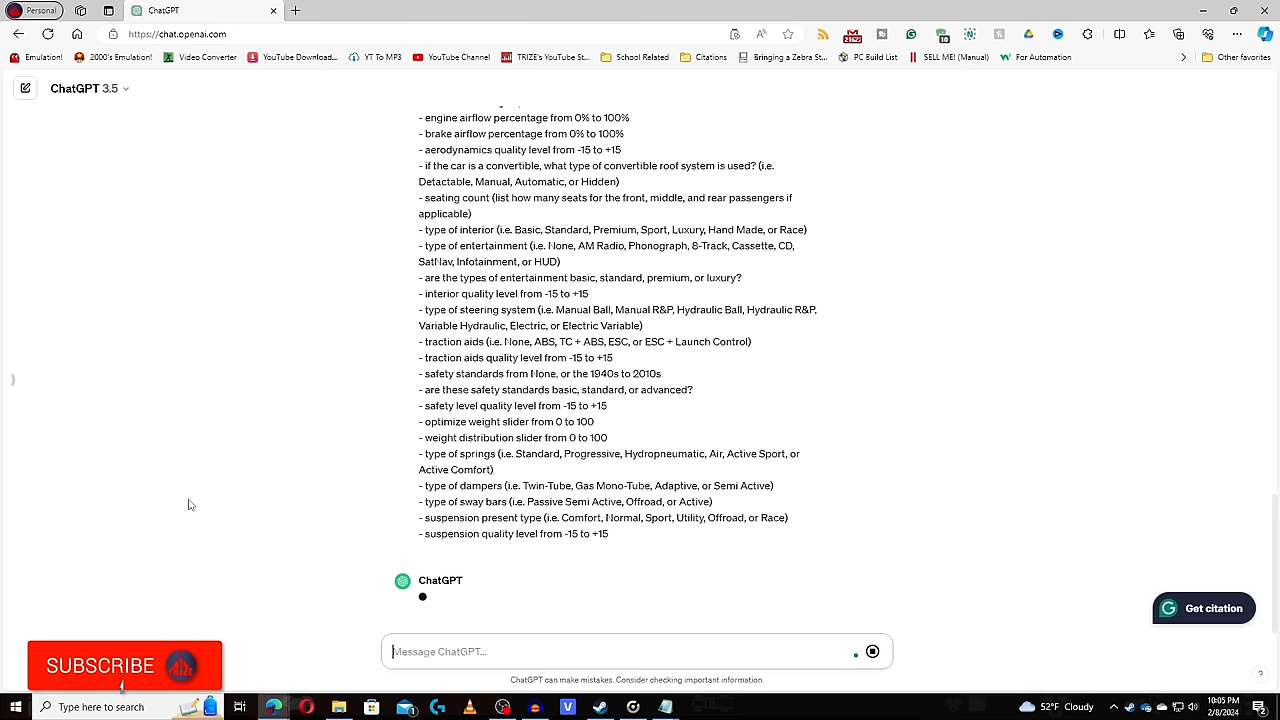 Personal
ChatGPT
https://chat.openai.com
Emulation!
2000's Emulation!
Video Converter
YouTube Download...
YT To MP3
YouTube Channel
TRIZE's YouTube St...
School Related
Citations
Bringing a Zebra St...
PC Build List
SELL ME! (Manual)
For Automation
Other favorites
ChatGPT 3.5
- engine airflow percentage from 0% to 100%
- brake airflow percentage from 0% to 100%
- aerodynamics quality level from -15 to +15
- if the car is a convertible, what type of convertible roof system is used? (i.e.
Detactable, Manual, Automatic, or Hidden)
- seating count (list how many seats for the front, middle, and rear passengers if
applicable)
- type of interior (i.e. Basic, Standard, Premium, Sport, Luxury, Hand Made, or Race)
- type of entertainment (i.e. None, AM Radio, Phonograph, 8-Track, Cassette, CD,
SatNav, Infotainment, or HUD)
- are the types of entertainment basic, standard, premium, or luxury?
- interior quality level from -15 to +15
- type of steering system (i.e. Manual Ball, Manual R&P, Hydraulic Ball, Hydraulic R&P,
Variable Hydraulic, Electric, or Electric Variable)
- traction aids (i.e. None, ABS, TC + ABS, ESC, or ESC + Launch Control)
- traction aids quality level from -15 to +15
- safety standards from None, or the 1940s to 2010s
- are these safety standards basic, standard, or advanced?
- safety level quality level from -15 to +15
- optimize weight slider from 0 to 100
- weight distribution slider from 0 to 100
- type of springs (i.e. Standard, Progressive, Hydropneumatic, Air, Active Sport, or
Active Comfort)
- type of dampers (i.e. Twin-Tube, Gas Mono-Tube, Adaptive, or Semi Active)
- type of sway bars (i.e. Passive Semi Active, Offroad, or Active)
- suspension present type (i.e. Comfort, Normal, Sport, Utility, Offroad, or Race)
- suspension quality level from -15 to +15
ChatGPT
Get citation
Message ChatGPT...
SUBSCRIBE
ChatGPT can make mistakes. Consider checking important information.
?
Type here to search
52°F Cloudy
10:05 PM
2/8/2024